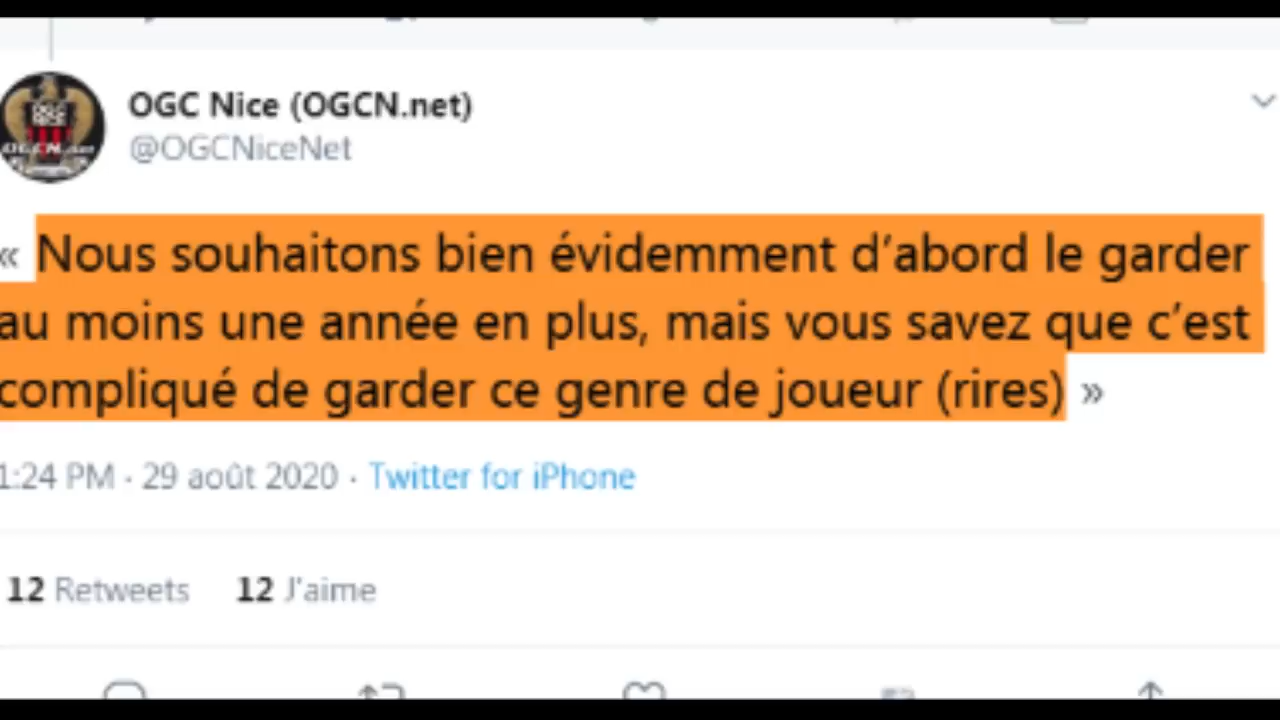 OGC Nice (OGCN.net)
@OGCNiceNet
« Nous souhaitons bien évidemment d’abord le garder
au moins une année en plus, mais vous savez que c’est
compliqué de garder ce genre de joueur (rires) »
1:24 PM · 29 août 2020 · Twitter for iPhone
12 Retweets 12 J'aime